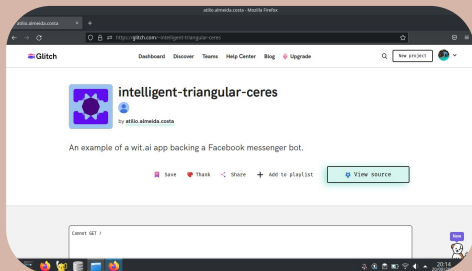 atilio.almeida.costa - Mozilla Firefox
atilio.almeida.costa
https://glitch.com/~intelligent-triangular-ceres
Glitch
Dashboard Discover Teams Help Center Blog Upgrade
New project
intelligent-triangular-ceres
by atilio.almeida.costa
An example of a wit.ai app backing a Facebook messenger bot.
Save Thank Share Add to playlist View source
Cannot GET /
New
20:14